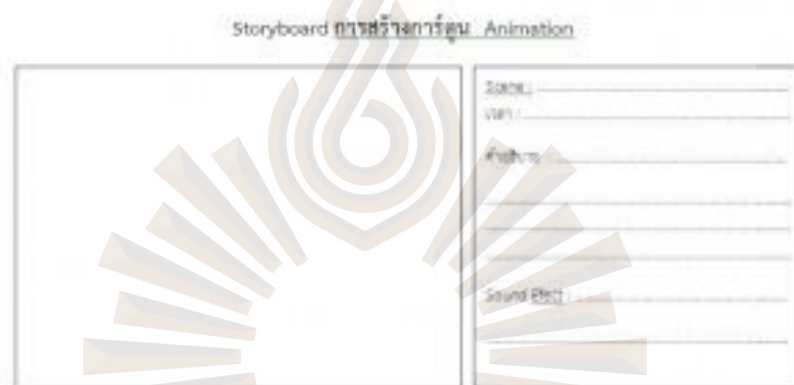 Storyboard การสร้างการ์ตูน Animation
Scene :
เวลา :
คำอธิบาย
Sound Efect :